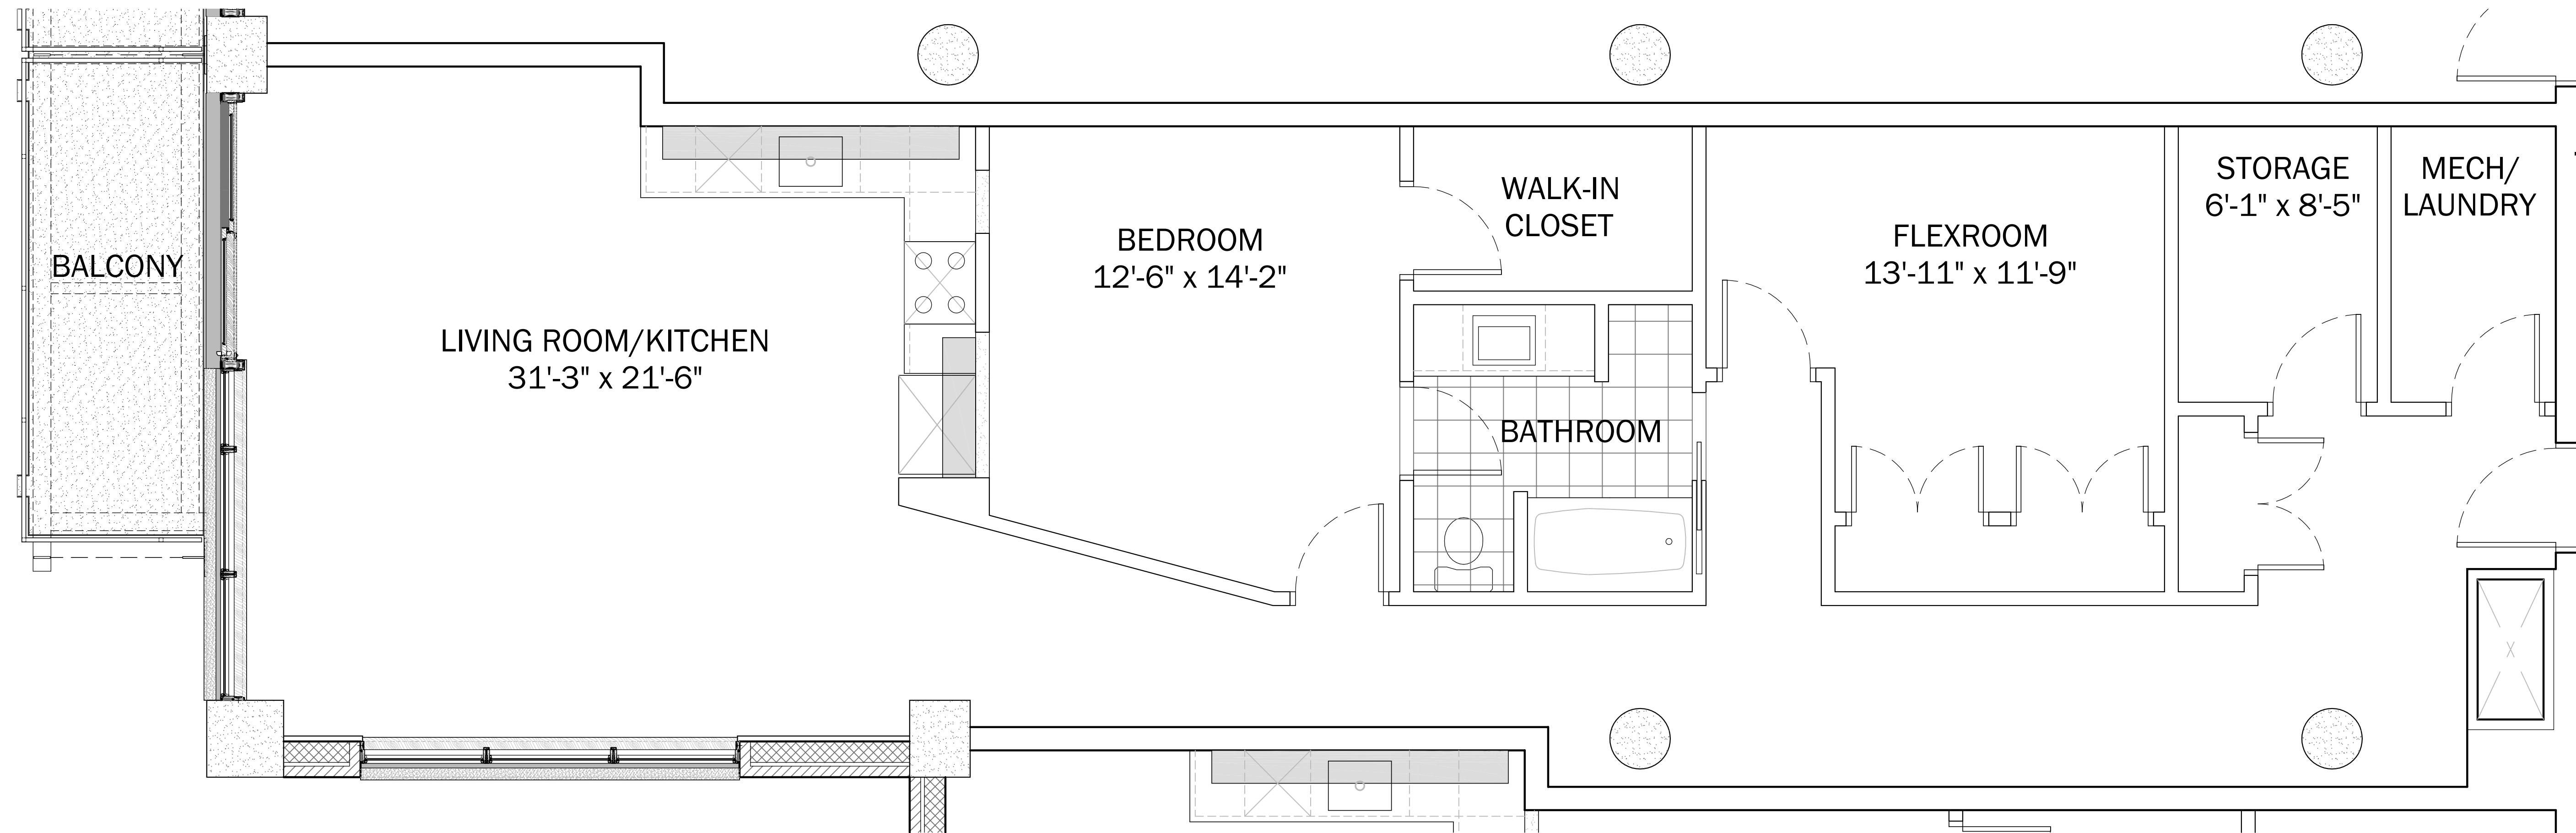 BALCONY
LIVING ROOM/KITCHEN
31'-3" x 21'-6"
BEDROOM
12'-6" x 14'-2"
WALK-IN
CLOSET
BATHROOM
FLEXROOM
13'-11" x 11'-9"
STORAGE
6'-1" x 8'-5"
MECH/
LAUNDRY